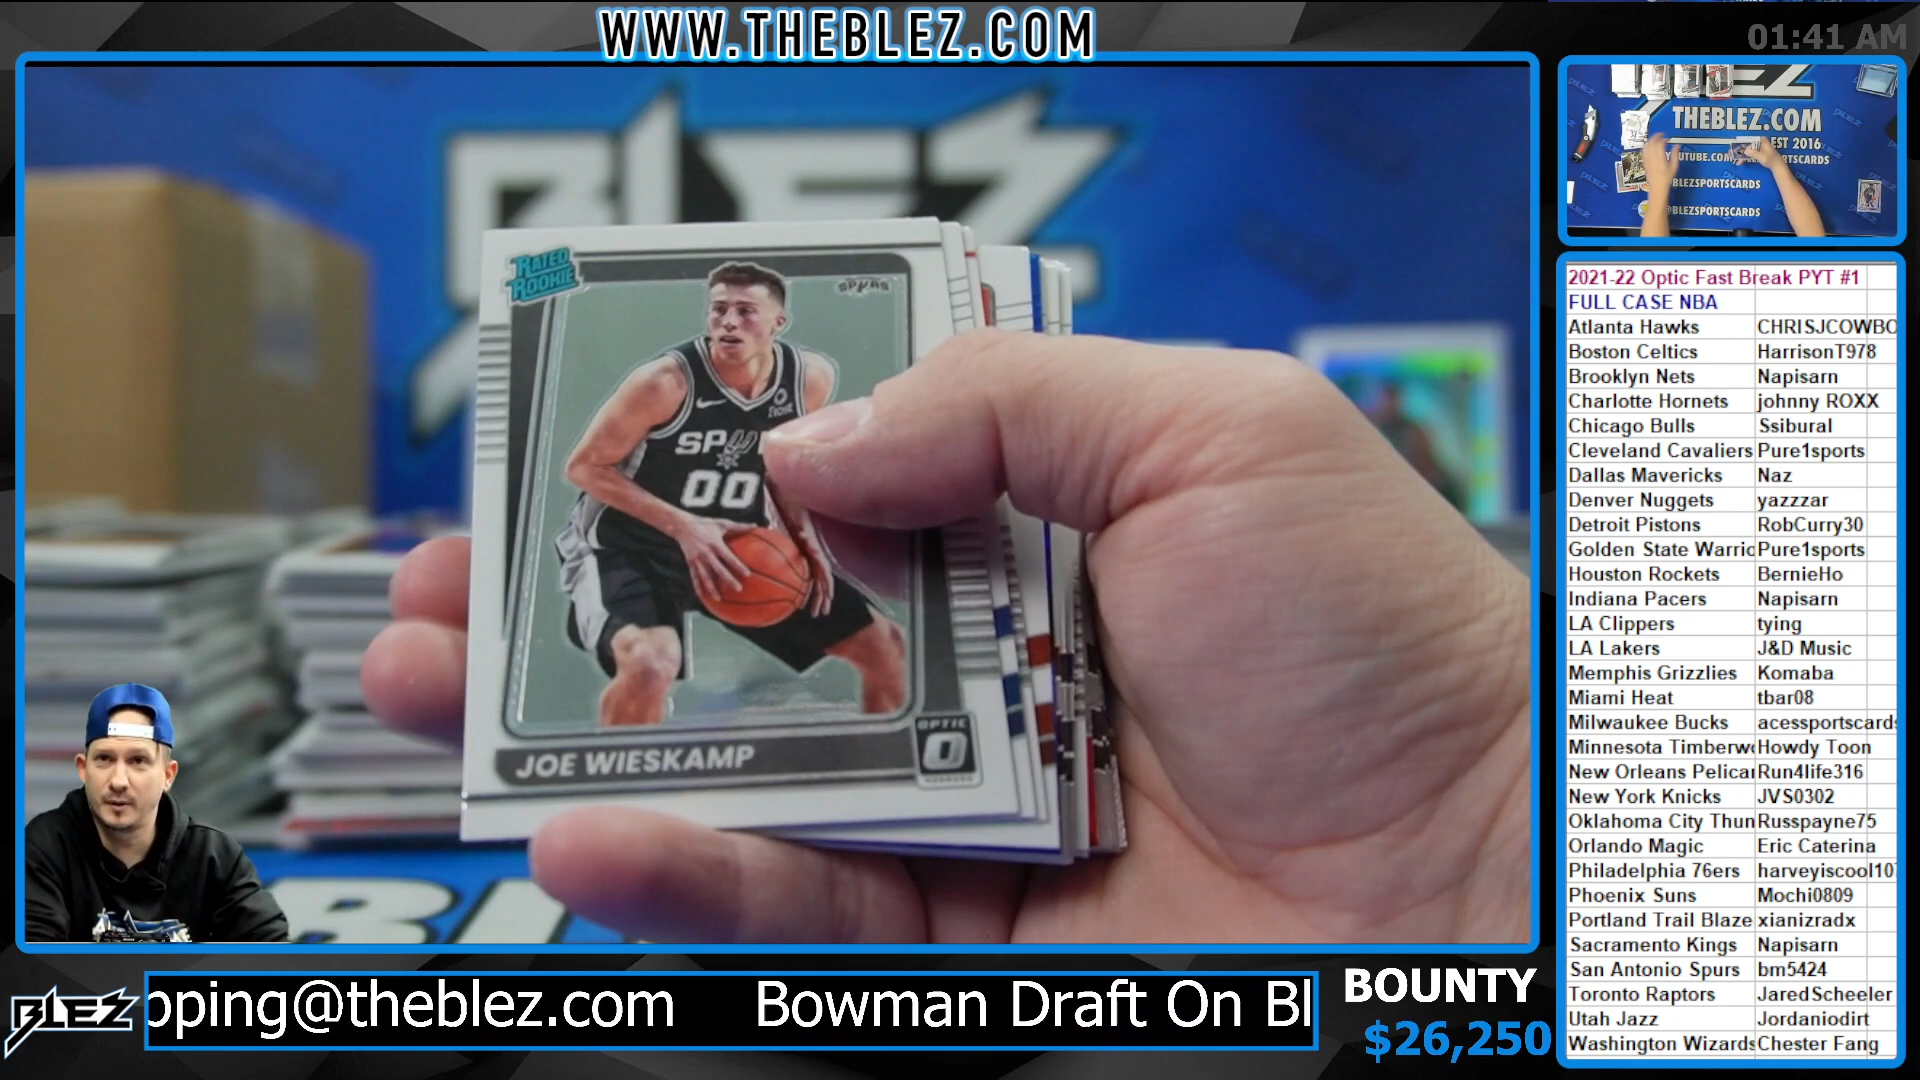 WWW.THEBLEZ.COM
01:41 AM
BLEZ
RATED
ROOKIE
SPURS
00
OPTIC
JOE WIESKAMP
THEBLEZ.COM
EST 2016
@BLEZSPORTSCARDS
@BLEZSPORTSCARDS
2021-22 Optic Fast Break PYT #1
FULL CASE NBA
Atlanta Hawks CHRISJCOWBO
Boston Celtics HarrisonT978
Brooklyn Nets Napisarn
Charlotte Hornets johnny ROXX
Chicago Bulls Ssibural
Cleveland Cavaliers Pure1sports
Dallas Mavericks Naz
Denver Nuggets yazzzar
Detroit Pistons RobCurry30
Golden State Warrio Pure1sports
Houston Rockets BernieHo
Indiana Pacers Napisarn
LA Clippers tying
LA Lakers J&D Music
Memphis Grizzlies Komaba
Miami Heat tbar08
Milwaukee Bucks acessportscards
Minnesota Timberwo Howdy Toon
New Orleans Pelican Run4life316
New York Knicks JVS0302
Oklahoma City Thun Russpayne75
Orlando Magic Eric Caterina
Philadelphia 76ers harveyiscool10
Phoenix Suns Mochi0809
Portland Trail Blaze xianizradx
Sacramento Kings Napisarn
San Antonio Spurs bm5424
Toronto Raptors JaredScheeler
Utah Jazz Jordaniodirt
Washington Wizards Chester Fang
BLEZ
pping@theblez.com Bowman Draft On Bl
BOUNTY
$26,250